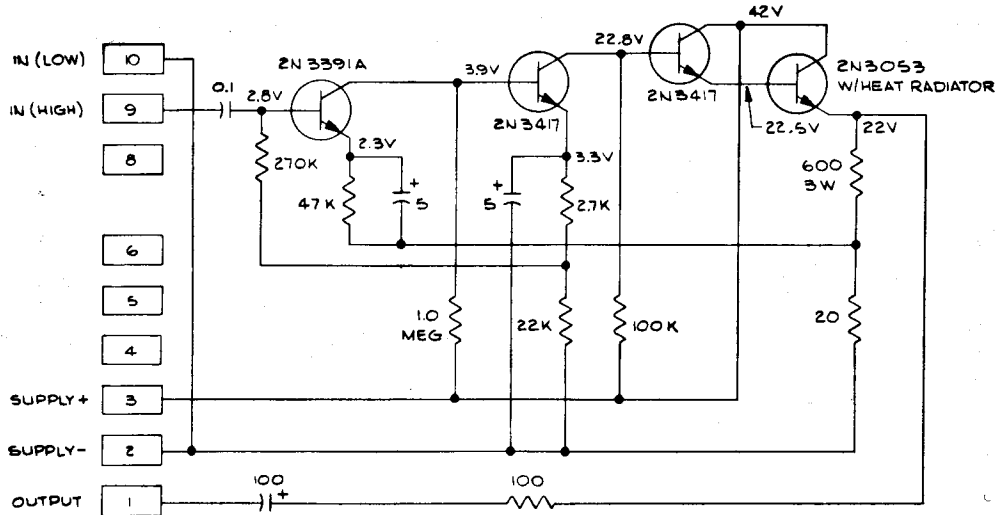 42V
IN (LOW)
10
2N3391A
3.9V
22.8V
2N3053
W/HEAT RADIATOR
IN (HIGH)
9
0.1
2.8V
2N3417
2N3417
22.5V
22V
8
270K
2.3V
3.3V
600
3W
47K
+
5
+
5
2.7K
6
5
1.0
MEG
22K
100K
20
4
SUPPLY+
3
SUPPLY-
2
OUTPUT
1
100
+
100